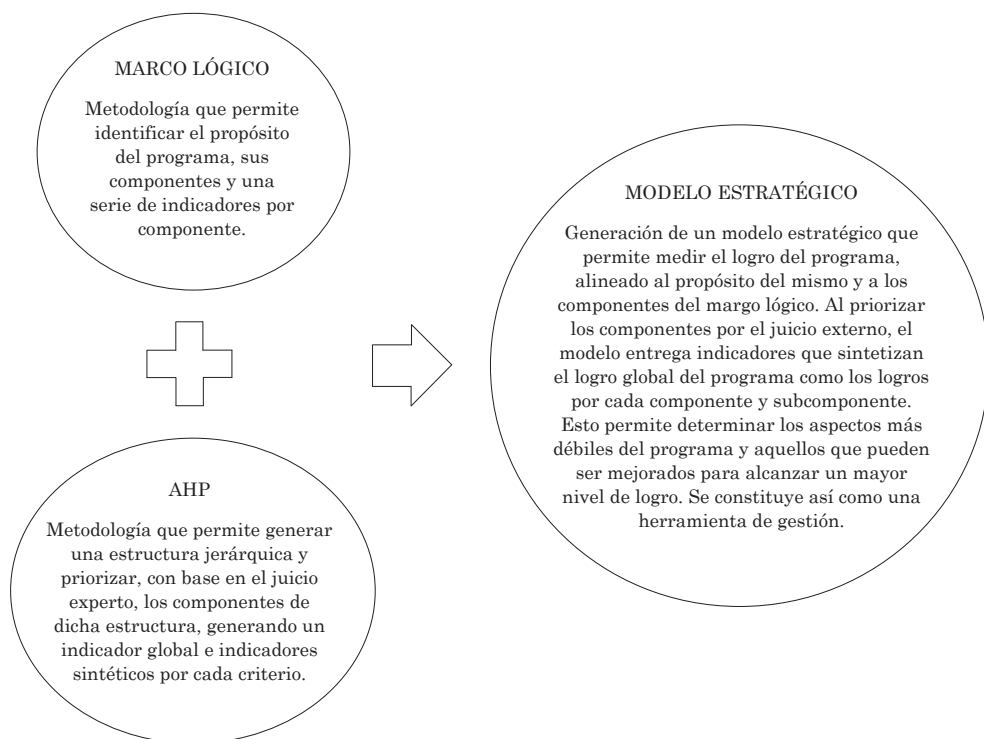 MARCO LÓGICO
Metodología que permite
identificar el propósito
del programa, sus
componentes y una
serie de indicadores por
componente.
AHP
Metodología que permite generar
una estructura jerárquica y
priorizar, con base en el juicio
experto, los componentes de
dicha estructura, generando un
indicador global e indicadores
sintéticos por cada criterio.
MODELO ESTRATÉGICO
Generación de un modelo estratégico que
permite medir el logro del programa,
alineado al propósito del mismo y a los
componentes del margo lógico. Al priorizar
los componentes por el juicio externo, el
modelo entrega indicadores que sintetizan
el logro global del programa como los logros
por cada componente y subcomponente.
Esto permite determinar los aspectos más
débiles del programa y aquellos que pueden
ser mejorados para alcanzar un mayor
nivel de logro. Se constituye así como una
herramienta de gestión.